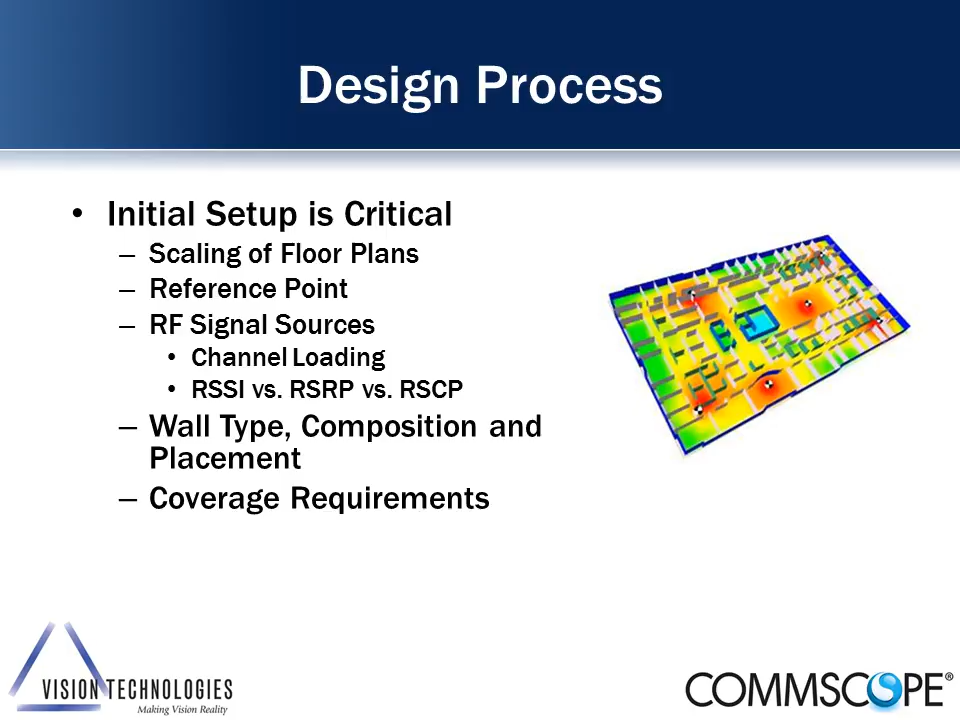 Design Process
• Initial Setup is Critical
– Scaling of Floor Plans
– Reference Point
– RF Signal Sources
• Channel Loading
• RSSI vs. RSRP vs. RSCP
– Wall Type, Composition and
Placement
– Coverage Requirements
VISION TECHNOLOGIES
Making Vision Reality
COMMSCOPE®